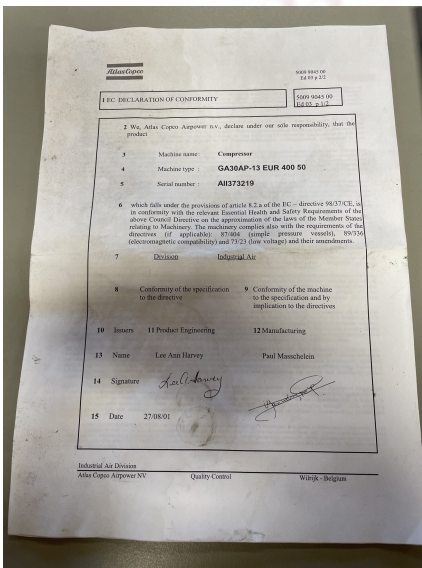 Atlas Copco
5009 9045 00
Ed 03 p 2/2
1 EC DECLARATION OF CONFORMITY
5009 9045 00
Ed 03 p 1/2
2 We, Atlas Copco Airpower n.v., declare under our sole responsibility, that the
product
3 Machine name: Compressor
4 Machine type : GA30AP-13 EUR 400 50
5 Serial number : AII373219
6 which falls under the provisions of article 8.2.a of the EC – directive 98/37/CE, is
in conformity with the relevant Essential Health and Safety Requirements of the
above Council Directive on the approximation of the laws of the Member States
relating to Machinery. The machinery complies also with the requirements of the
directives (if applicable): 87/404 (simple pressure vessels), 89/336
(electromagnetic compatibility) and 73/23 (low voltage) and their amendments.
7 Division Industrial Air
8 Conformity of the specification
to the directive
9 Conformity of the machine
to the specification and by
implication to the directives
10 Issuers 11 Product Engineering 12 Manufacturing
13 Name Lee Ann Harvey Paul Masschelein
14 Signature Lee A. Harvey
15 Date 27/08/01
Industrial Air Division
Atlas Copco Airpower NV Quality Control Wilrijk - Belgium